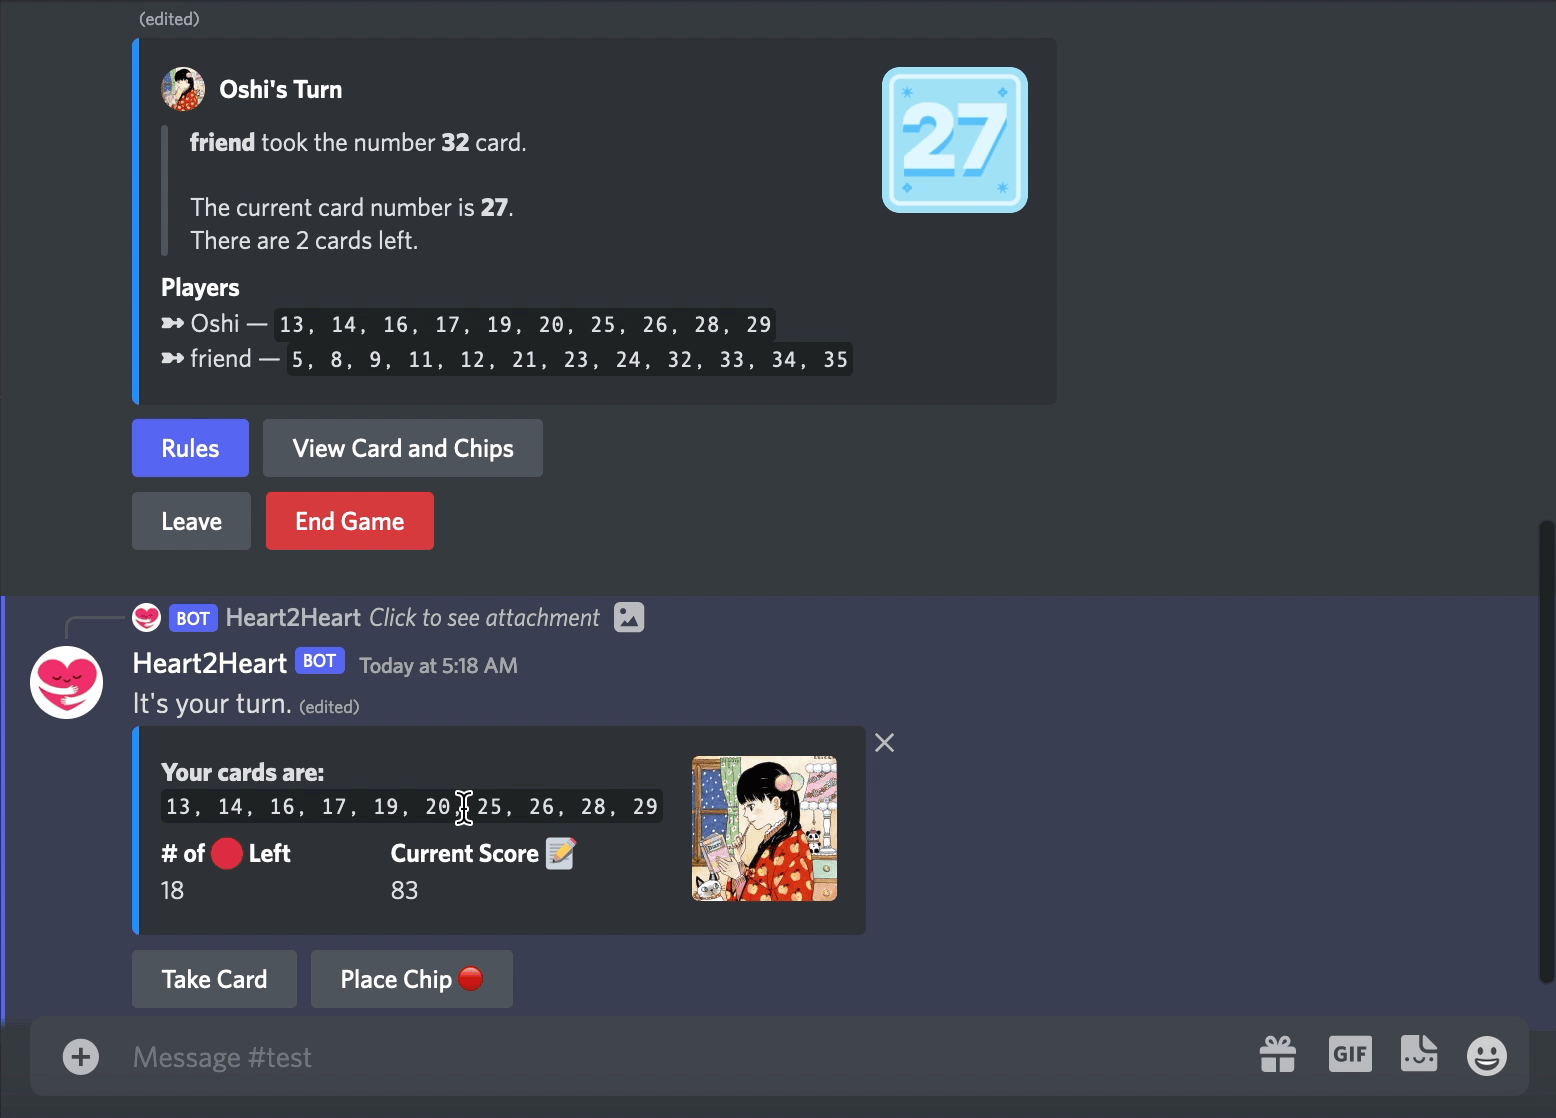 (edited)
Oshi's Turn
friend took the number 32 card.
The current card number is 27.
There are 2 cards left.
27
Players
➽ Oshi — 13, 14, 16, 17, 19, 20, 25, 26, 28, 29
➽ friend — 5, 8, 9, 11, 12, 21, 23, 24, 32, 33, 34, 35
Rules
View Card and Chips
Leave
End Game
BOT Heart2Heart Click to see attachment
Heart2Heart BOT Today at 5:18 AM
It's your turn. (edited)
Your cards are:
13, 14, 16, 17, 19, 20, 25, 26, 28, 29
# of 🔴 Left
Current Score 📝
18
83
Take Card
Place Chip 🔴
Message #test
GIF